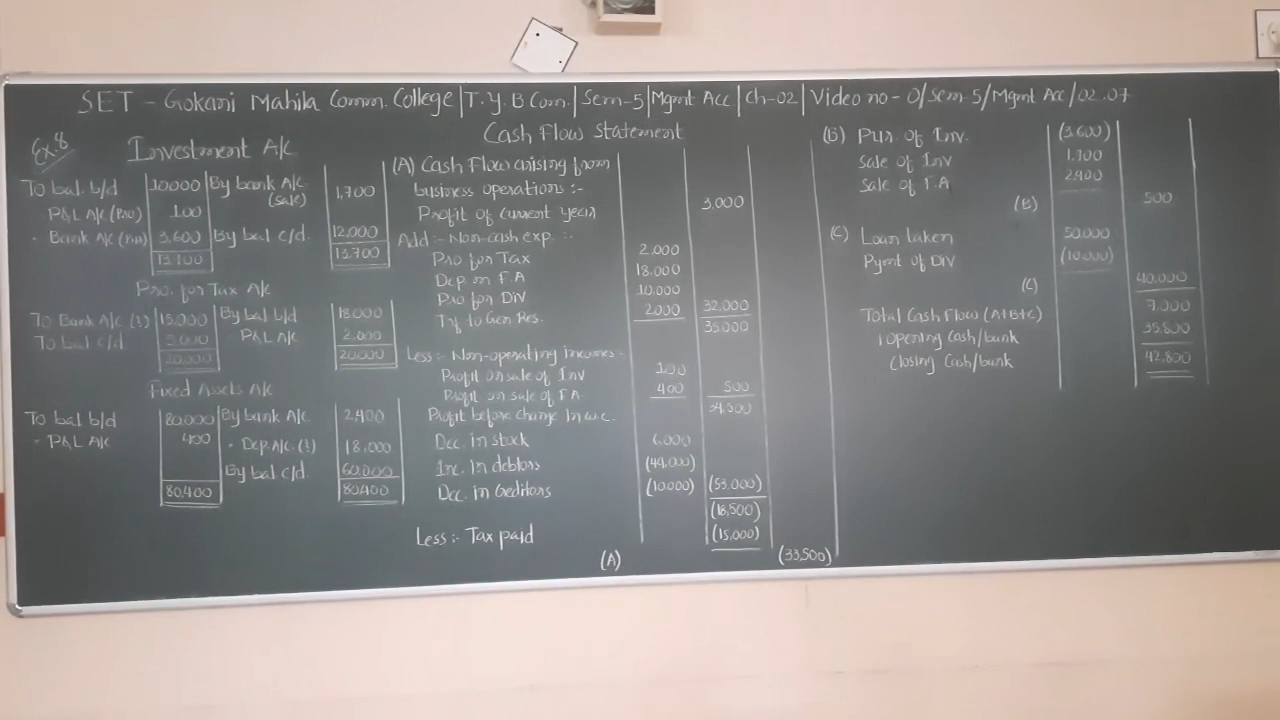 SET - Gokani Mahila Comm. College | T.Y. B Com. | Sem-5 | Mgmt Acc | Ch-02 | Video no - 0/Sem 5/Mgmt Acc/02.07
Ex.8
Investment A/c
To bal. b/d 10000 By bank A/c (sale) 1,700
P&L A/c (Pro) 100
" Bank A/c (Pur) 3,600 By bal c/d. 12,000
13,700 13,700
Pro. for Tax A/c
To Bank A/c (?) 15,000 By bal b/d 18,000
To bal c/d 5,000 P&L A/c 2,000
20,000 20,000
Fixed Assets A/c
To bal b/d 80,000 By bank A/c 2,400
" P&L A/c 400 " Dep. A/c. (?) 18,000
By bal c/d. 60,000
80,400 80,400
Cash Flow Statement
(A) Cash Flow arising from
business operations :-
Profit of current year 3,000
Add :- Non-cash exp. :-
Pro for Tax 2,000
Dep on F.A 18,000
Pro for DIV 10,000
Trf to Gen Res. 2000 32,000
35,000
Less :- Non-operating incomes -
Profit on sale of Inv 100
Profit on sale of F.A. 400 500
34,500
Profit before change in w.c.
Dec. in stock 6,000
Inc. In debtors (49,000)
Dec. in Creditors (10,000) (53,000)
(18,500)
Less :- Tax paid (15,000)
(A) (33,500)
(B) Pur. of Inv. (3,600)
Sale of Inv 1,700
Sale of F.A 2,400
(B) 500
(C) Loan taken 50,000
Pymt of DIV (10,000)
(C) 40,000
Total Cash Flow (A+B+C) 7,000
Opening Cash/bank 35,800
Closing Cash/bank 42,800